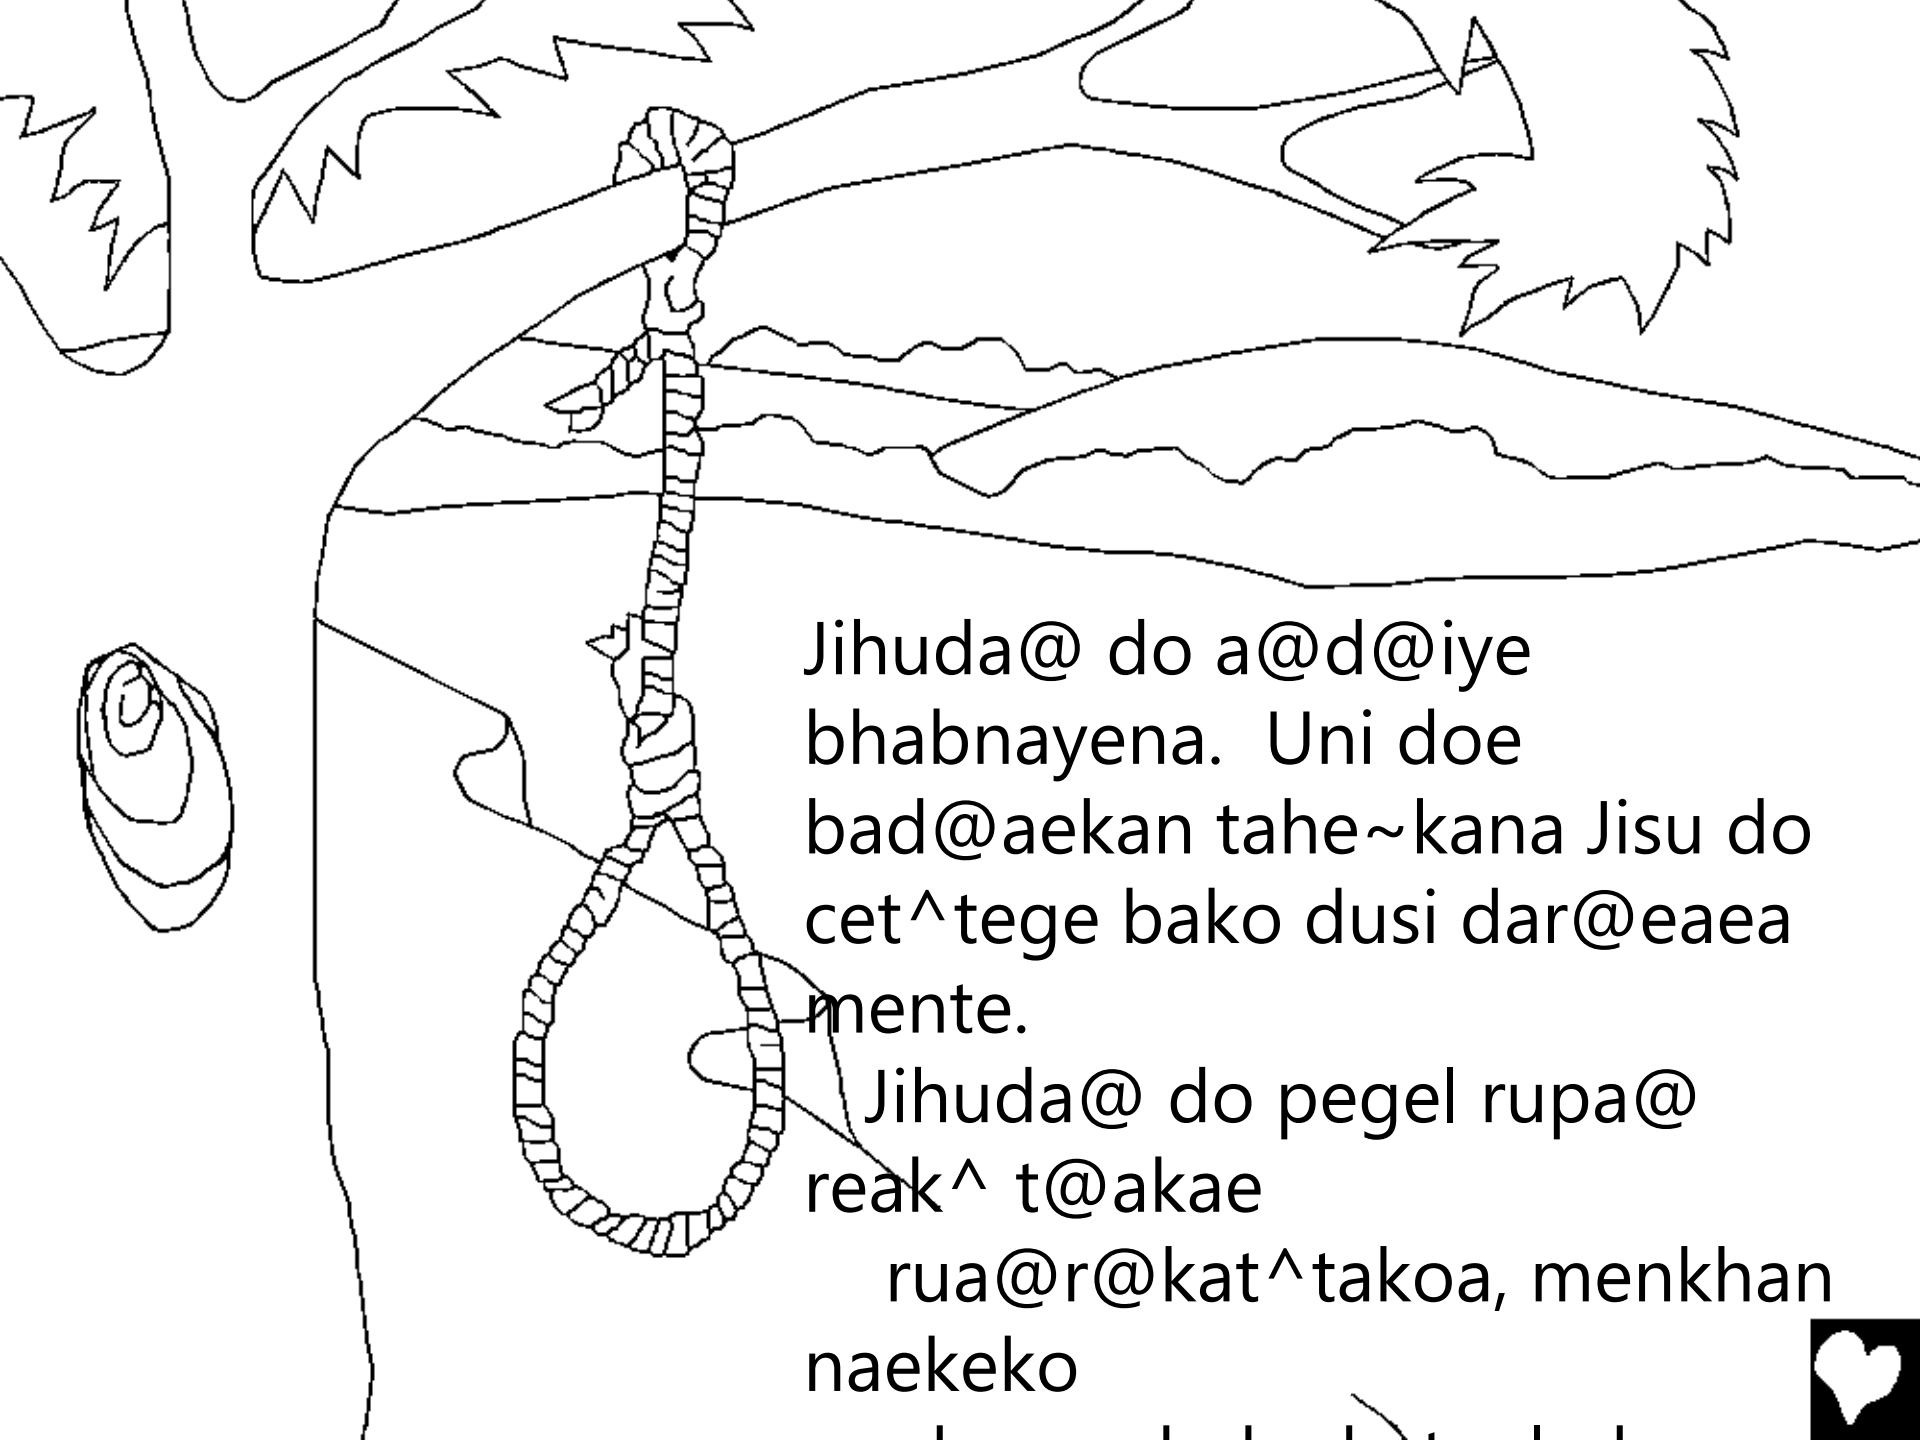 Jihuda@ do a@d@iye
bhabnayena.  Uni doe
bad@aekan tahe~kana Jisu do
cet^tege bako dusi dar@eaea
mente.
Jihuda@ do pegel rupa@
reak^ t@akae
rua@r@kat^takoa, menkhan
naekeko